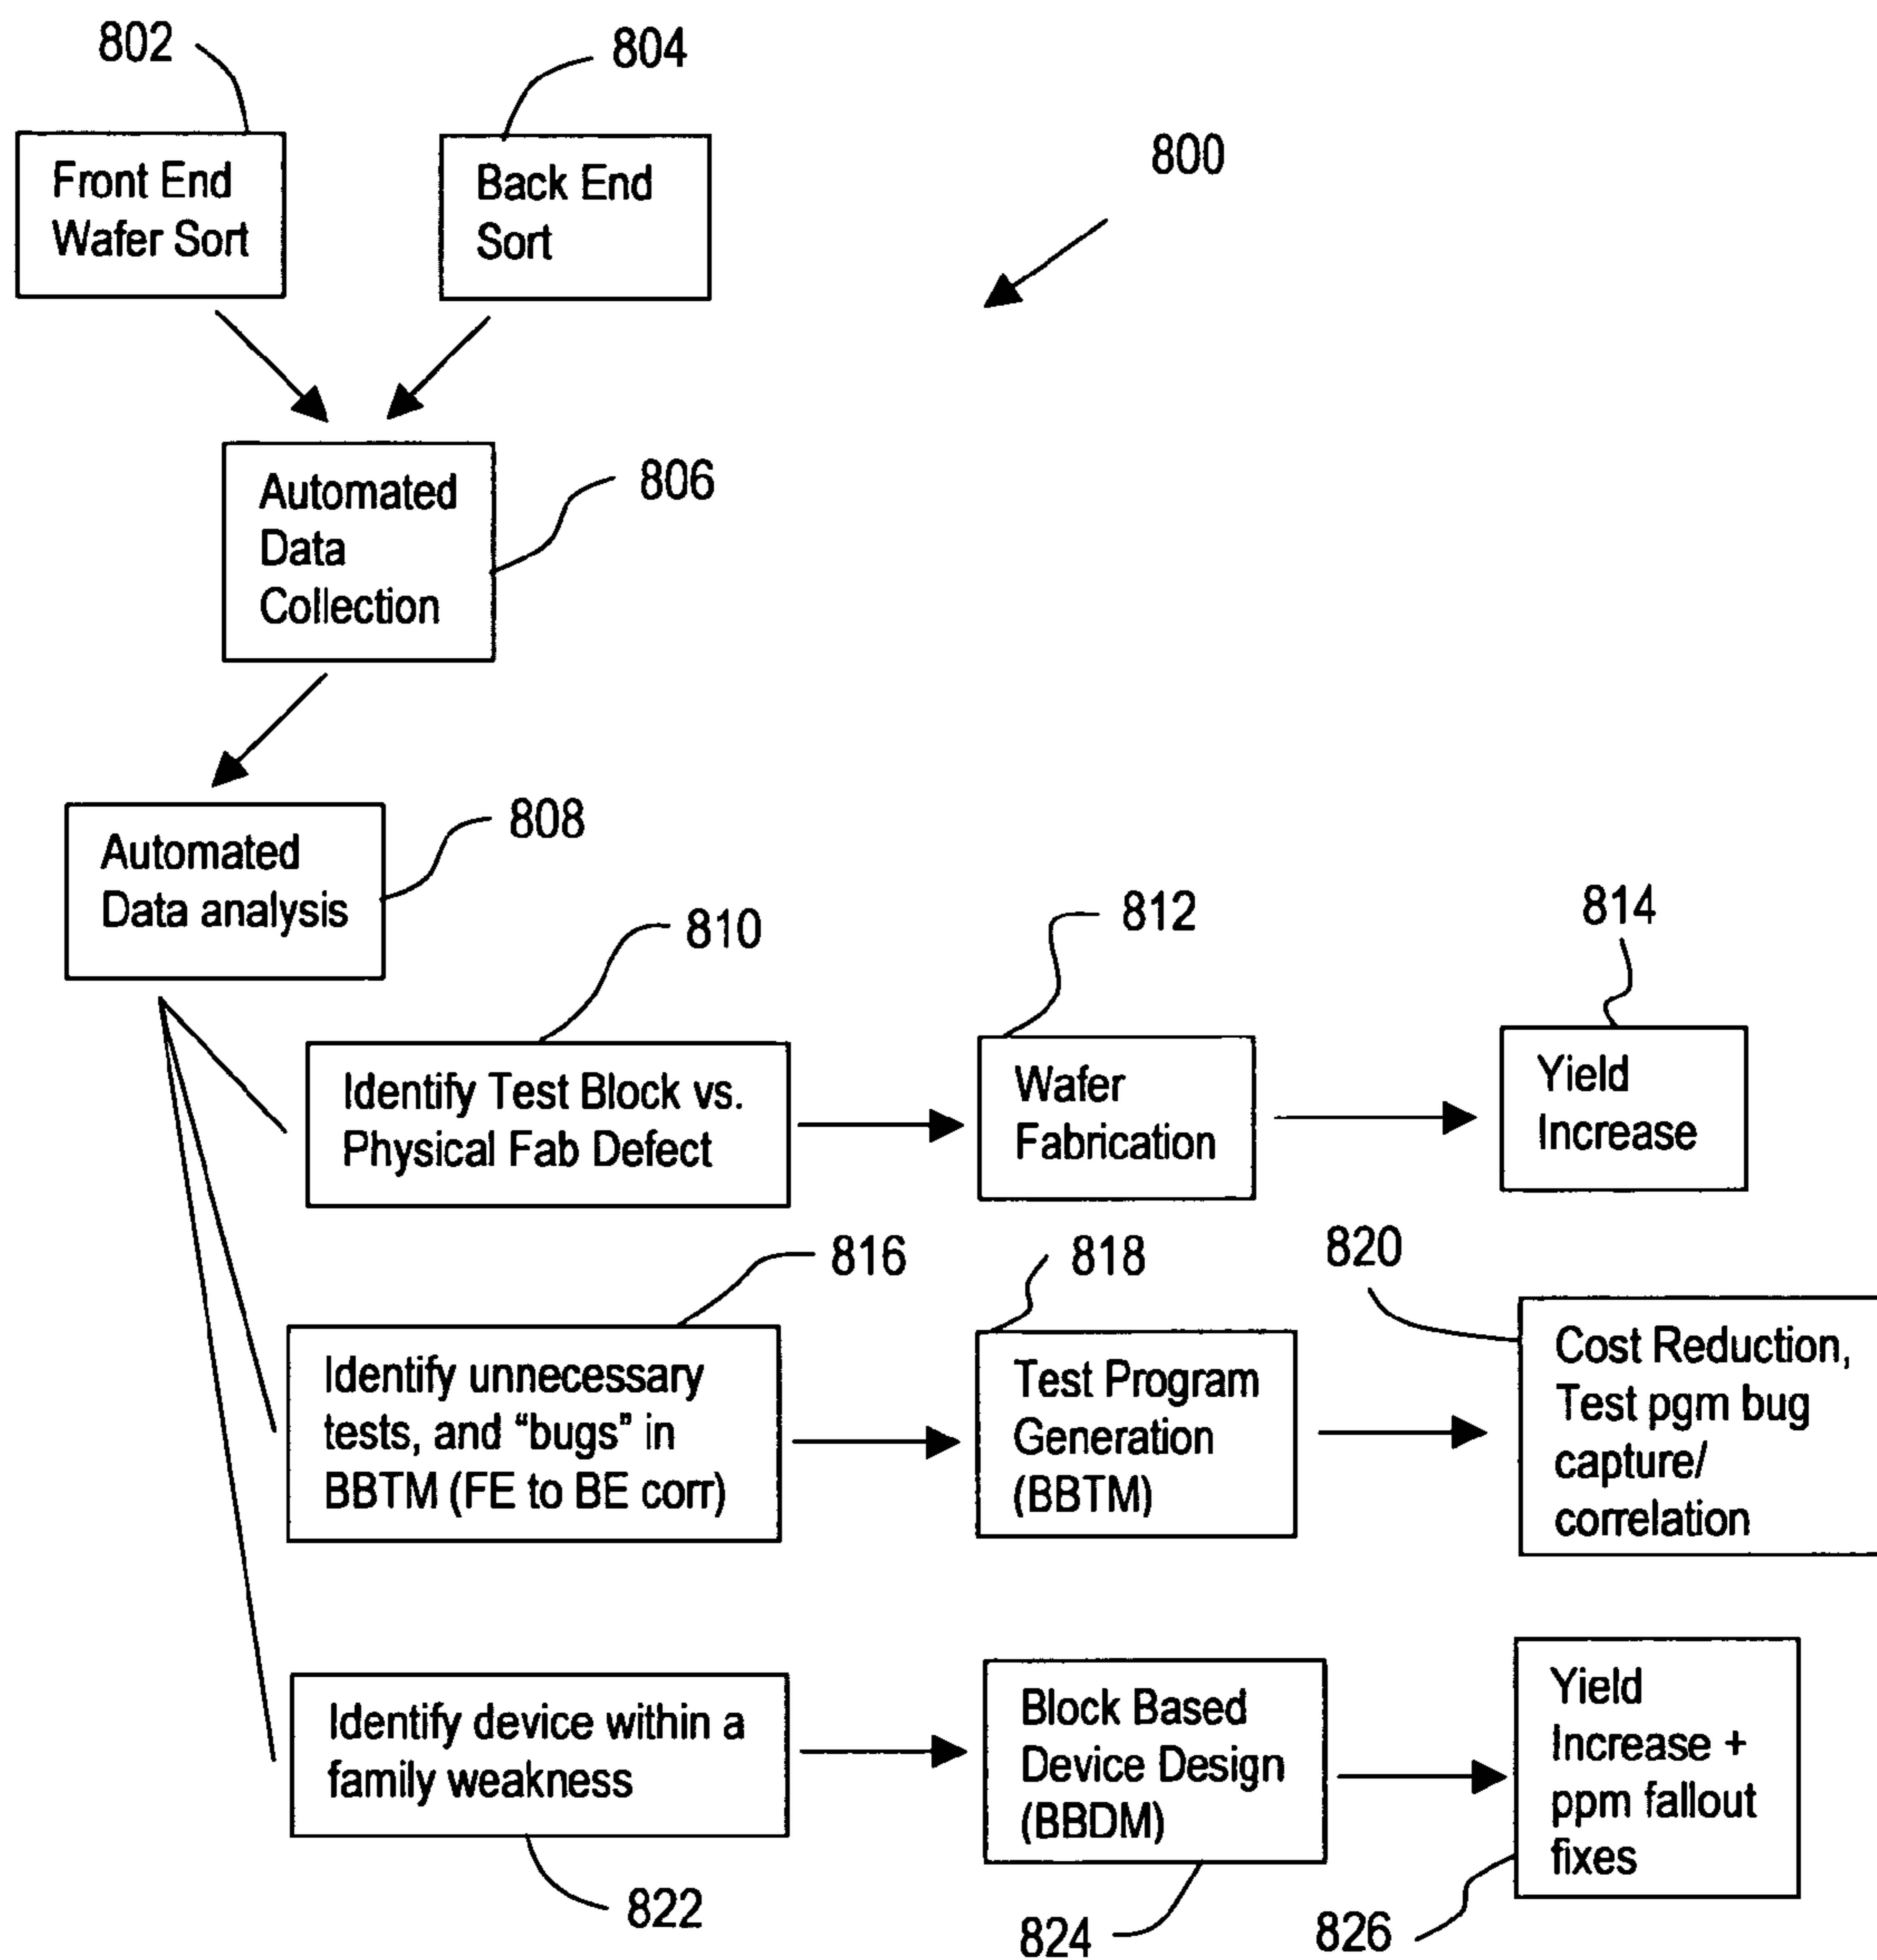 802
804
800
Front End
Wafer Sort
Back End
Sort
Automated
Data
Collection
806
Automated
Data analysis
808
810
812
814
Identify Test Block vs.
Physical Fab Defect
Wafer
Fabrication
Yield
Increase
816
818
820
Identify unnecessary
tests, and “bugs” in
BBTM (FE to BE corr)
Test Program
Generation
(BBTM)
Cost Reduction,
Test pgm bug
capture/
correlation
Identify device within a
family weakness
Block Based
Device Design
(BBDM)
Yield
Increase +
ppm fallout
fixes
822
824
826